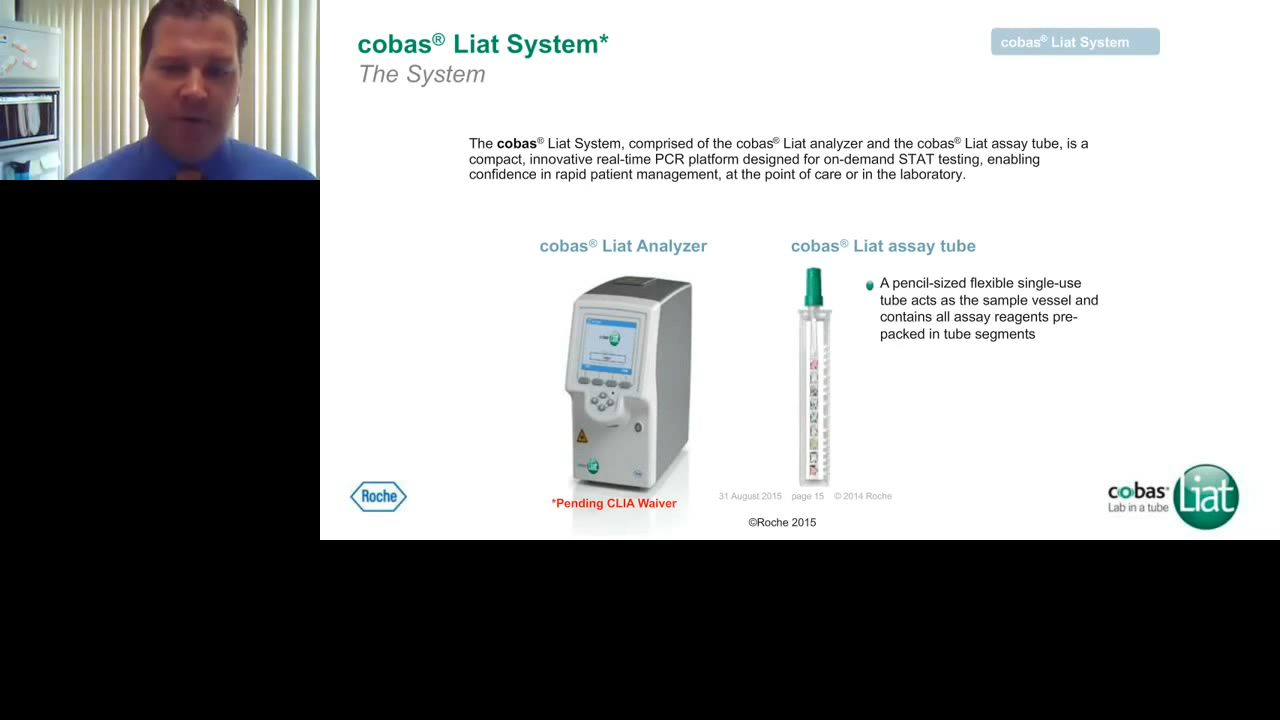 cobas® Liat System*
The System
cobas® Liat System
The cobas® Liat System, comprised of the cobas® Liat analyzer and the cobas® Liat assay tube, is a
compact, innovative real-time PCR platform designed for on-demand STAT testing, enabling
confidence in rapid patient management, at the point of care or in the laboratory.
cobas® Liat Analyzer
cobas® Liat assay tube
A pencil-sized flexible single-use
tube acts as the sample vessel and
contains all assay reagents pre-
packed in tube segments
Roche
*Pending CLIA Waiver
31 August 2015 page 15 © 2014 Roche
©Roche 2015
cobas®
Lab in a tube
Liat